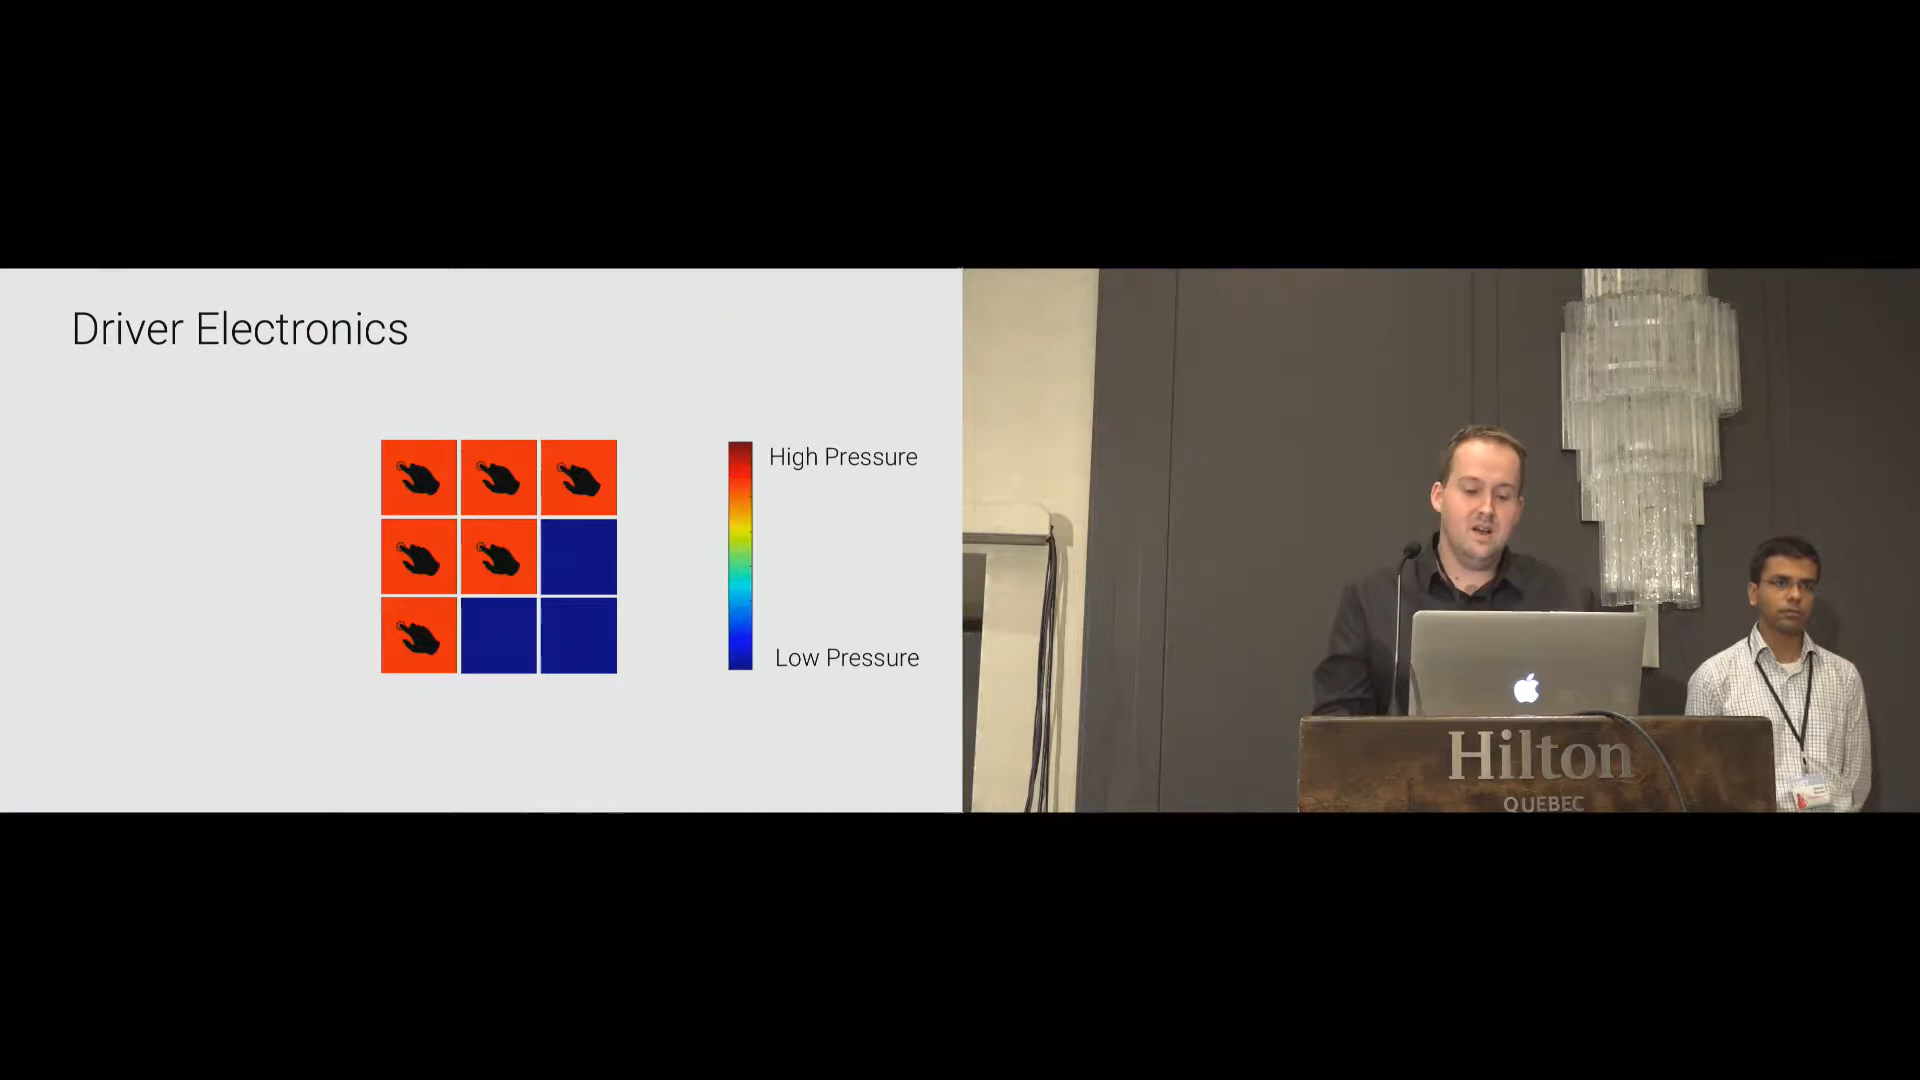 Driver Electronics
High Pressure
Low Pressure
Hilton
QUEBEC